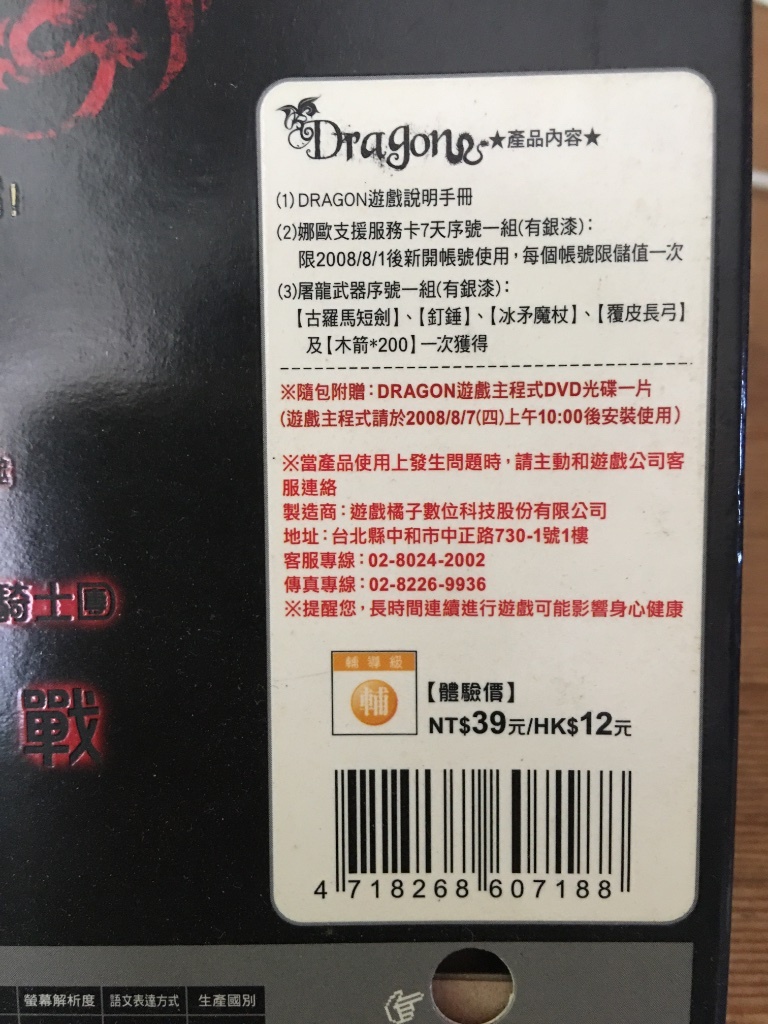 Dragon ★產品內容★
(1)DRAGON遊戲說明手冊
(2)娜歐支援服務卡7天序號一組(有銀漆)：
限2008/8/1後新開帳號使用，每個帳號限儲值一次
(3)屠龍武器序號一組(有銀漆)：
【古羅馬短劍】、【釘錘】、【冰矛魔杖】、【覆皮長弓】
及【木箭*200】一次獲得
※隨包附贈：DRAGON遊戲主程式DVD光碟一片
(遊戲主程式請於2008/8/7(四)上午10:00後安裝使用)
※當產品使用上發生問題時，請主動和遊戲公司客
服連絡
製造商：遊戲橘子數位科技股份有限公司
地址：台北縣中和市中正路730-1號1樓
客服專線：02-8024-2002
傳真專線：02-8226-9936
※提醒您，長時間連續進行遊戲可能影響身心健康
騎士D
戰
輔導級
輔
【體驗價】
NT$39元/HK$12元
4 718268 607188
螢幕解析度 語文表達方式 生產國別